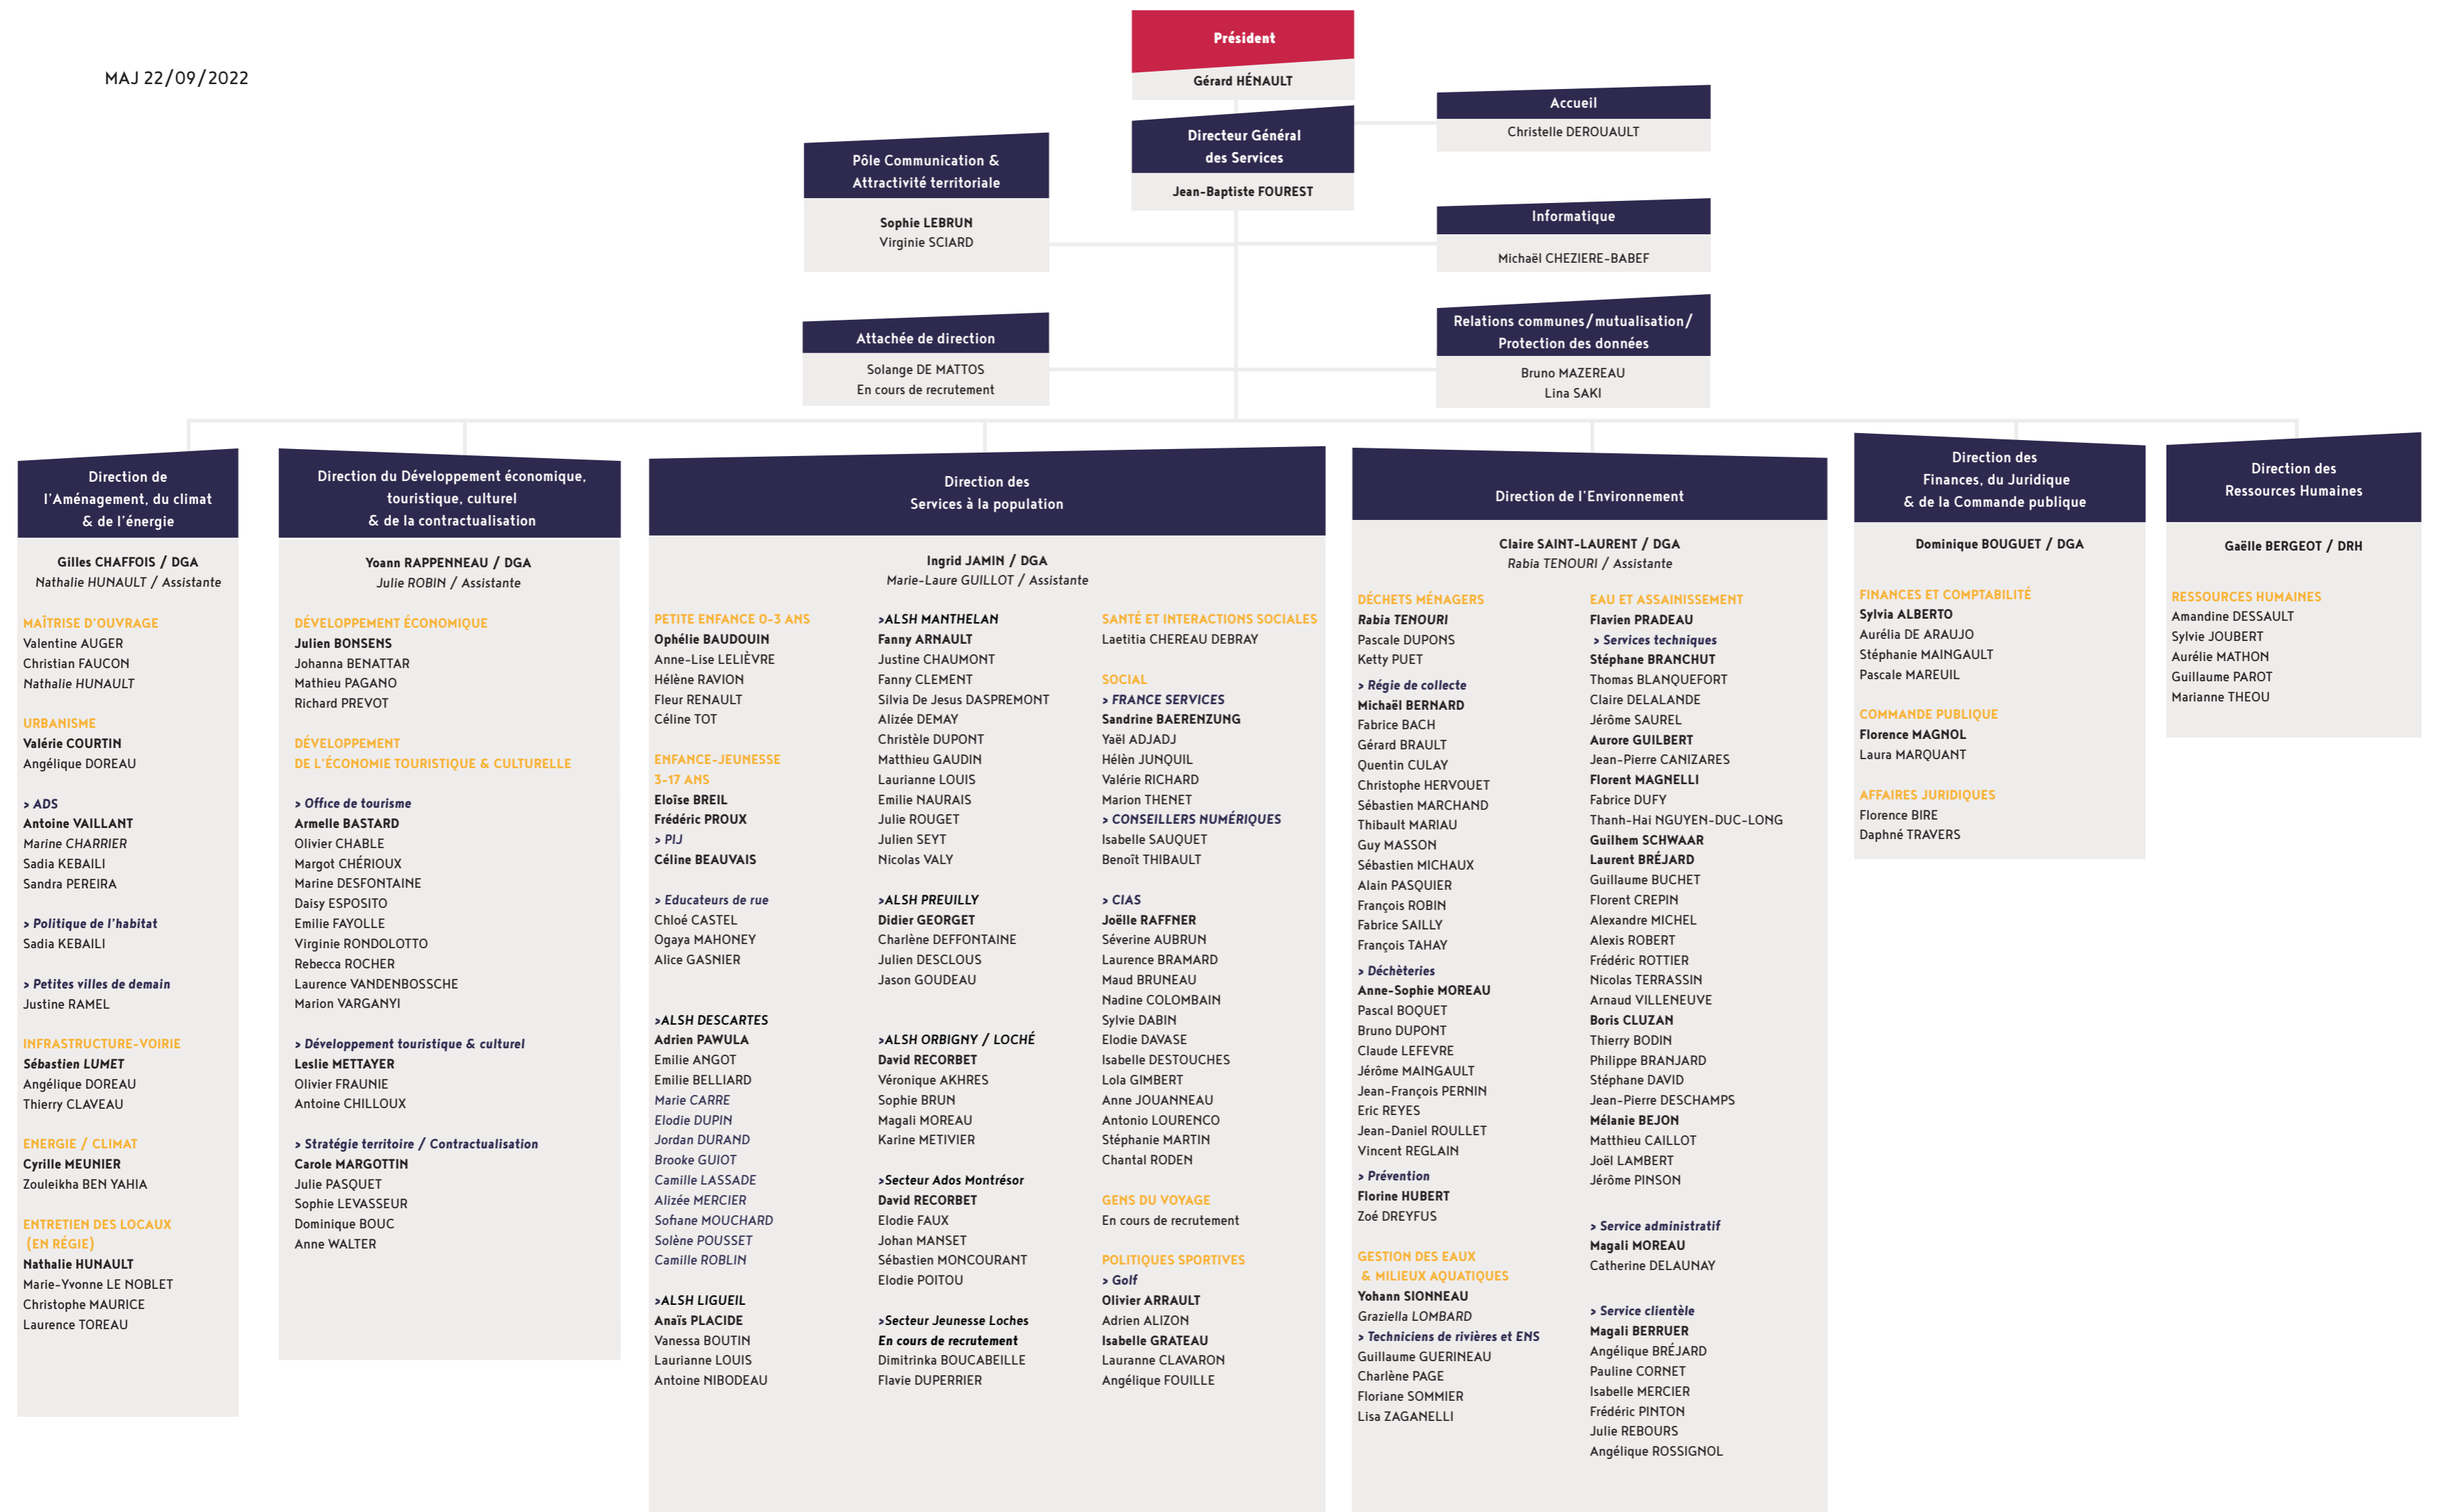 MAJ 22/09/2022
Président
Gérard HÉNAULT
Directeur Général
des Services
Jean-Baptiste FOUREST
Accueil
Christelle DEROUAULT
Pôle Communication &
Attractivité territoriale
Sophie LEBRUN
Virginie SCIARD
Informatique
Michaël CHEZIERE-BABEF
Attachée de direction
Solange DE MATTOS
En cours de recrutement
Relations communes/mutualisation/
Protection des données
Bruno MAZEREAU
Lina SAKI
Direction de
l'Aménagement, du climat
& de l'énergie
Gilles CHAFFOIS / DGA
Nathalie HUNAULT / Assistante
MAÎTRISE D'OUVRAGE
Valentine AUGER
Christian FAUCON
Nathalie HUNAULT
URBANISME
Valérie COURTIN
Angélique DOREAU
> ADS
Antoine VAILLANT
Marine CHARRIER
Sadia KEBAILI
Sandra PEREIRA
> Politique de l'habitat
Sadia KEBAILI
> Petites villes de demain
Justine RAMEL
INFRASTRUCTURE-VOIRIE
Sébastien LUMET
Angélique DOREAU
Thierry CLAVEAU
ENERGIE / CLIMAT
Cyrille MEUNIER
Zouleikha BEN YAHIA
ENTRETIEN DES LOCAUX
(EN RÉGIE)
Nathalie HUNAULT
Marie-Yvonne LE NOBLET
Christophe MAURICE
Laurence TOREAU
Direction du Développement économique,
touristique, culturel
& de la contractualisation
Yoann RAPPENNEAU / DGA
Julie ROBIN / Assistante
DÉVELOPPEMENT ÉCONOMIQUE
Julien BONSENS
Johanna BENATTAR
Mathieu PAGANO
Richard PREVOT
DÉVELOPPEMENT
DE L'ÉCONOMIE TOURISTIQUE & CULTURELLE
> Office de tourisme
Armelle BASTARD
Olivier CHABLE
Margot CHÉRIOUX
Marine DESFONTAINE
Daisy ESPOSITO
Emilie FAYOLLE
Virginie RONDOLOTTO
Rebecca ROCHER
Laurence VANDENBOSSCHE
Marion VARGANYI
> Développement touristique & culturel
Leslie METTAYER
Olivier FRAUNIE
Antoine CHILLOUX
> Stratégie territoire / Contractualisation
Carole MARGOTTIN
Julie PASQUET
Sophie LEVASSEUR
Dominique BOUC
Anne WALTER
Direction des
Services à la population
Ingrid JAMIN / DGA
Marie-Laure GUILLOT / Assistante
PETITE ENFANCE 0-3 ANS
Ophélie BAUDOUIN
Anne-Lise LELIÈVRE
Hélène RAVION
Fleur RENAULT
Céline TOT
ENFANCE-JEUNESSE
3-17 ANS
Eloïse BREIL
Frédéric PROUX
> PIJ
Céline BEAUVAIS
> Educateurs de rue
Chloé CASTEL
Ogaya MAHONEY
Alice GASNIER
>ALSH DESCARTES
Adrien PAWULA
Emilie ANGOT
Emilie BELLIARD
Marie CARRE
Elodie DUPIN
Jordan DURAND
Brooke GUIOT
Camille LASSADE
Alizée MERCIER
Sofiane MOUCHARD
Solène POUSSET
Camille ROBLIN
>ALSH LIGUEIL
Anaïs PLACIDE
Vanessa BOUTIN
Laurianne LOUIS
Antoine NIBODEAU
>ALSH MANTHELAN
Fanny ARNAULT
Justine CHAUMONT
Fanny CLEMENT
Silvia De Jesus DASPREMONT
Alizée DEMAY
Christèle DUPONT
Matthieu GAUDIN
Laurianne LOUIS
Emilie NAURAIS
Julie ROUGET
Julien SEYT
Nicolas VALY
>ALSH PREUILLY
Didier GEORGET
Charlène DEFFONTAINE
Julien DESCLOUS
Jason GOUDEAU
>ALSH ORBIGNY / LOCHÉ
David RECORBET
Véronique AKHRES
Sophie BRUN
Magali MOREAU
Karine METIVIER
>Secteur Ados Montrésor
David RECORBET
Elodie FAUX
Johan MANSET
Sébastien MONCOURANT
Elodie POITOU
>Secteur Jeunesse Loches
En cours de recrutement
Dimitrinka BOUCABEILLE
Flavie DUPERRIER
SANTÉ ET INTERACTIONS SOCIALES
Laetitia CHEREAU DEBRAY
SOCIAL
> FRANCE SERVICES
Sandrine BAERENZUNG
Yaël ADJADJ
Hélèn JUNQUIL
Valérie RICHARD
Marion THENET
> CONSEILLERS NUMÉRIQUES
Isabelle SAUQUET
Benoît THIBAULT
> CIAS
Joëlle RAFFNER
Séverine AUBRUN
Laurence BRAMARD
Maud BRUNEAU
Nadine COLOMBAIN
Sylvie DABIN
Elodie DAVASE
Isabelle DESTOUCHES
Lola GIMBERT
Anne JOUANNEAU
Antonio LOURENCO
Stéphanie MARTIN
Chantal RODEN
GENS DU VOYAGE
En cours de recrutement
POLITIQUES SPORTIVES
> Golf
Olivier ARRAULT
Adrien ALIZON
Isabelle GRATEAU
Lauranne CLAVARON
Angélique FOUILLE
Direction de l'Environnement
Claire SAINT-LAURENT / DGA
Rabia TENOURI / Assistante
DÉCHETS MÉNAGERS
Rabia TENOURI
Pascale DUPONS
Ketty PUET
> Régie de collecte
Michaël BERNARD
Fabrice BACH
Gérard BRAULT
Quentin CULAY
Christophe HERVOUET
Sébastien MARCHAND
Thibault MARIAU
Guy MASSON
Sébastien MICHAUX
Alain PASQUIER
François ROBIN
Fabrice SAILLY
François TAHAY
> Déchèteries
Anne-Sophie MOREAU
Pascal BOQUET
Bruno DUPONT
Claude LEFEVRE
Jérôme MAINGAULT
Jean-François PERNIN
Eric REYES
Jean-Daniel ROULLET
Vincent REGLAIN
> Prévention
Florine HUBERT
Zoé DREYFUS
GESTION DES EAUX
& MILIEUX AQUATIQUES
Yohann SIONNEAU
Graziella LOMBARD
> Techniciens de rivières et ENS
Guillaume GUERINEAU
Charlène PAGE
Floriane SOMMIER
Lisa ZAGANELLI
EAU ET ASSAINISSEMENT
Flavien PRADEAU
> Services techniques
Stéphane BRANCHUT
Thomas BLANQUEFORT
Claire DELALANDE
Jérôme SAUREL
Aurore GUILBERT
Jean-Pierre CANIZARES
Florent MAGNELLI
Fabrice DUFY
Thanh-Hai NGUYEN-DUC-LONG
Guilhem SCHWAAR
Laurent BRÉJARD
Guillaume BUCHET
Florent CREPIN
Alexandre MICHEL
Alexis ROBERT
Frédéric ROTTIER
Nicolas TERRASSIN
Arnaud VILLENEUVE
Boris CLUZAN
Thierry BODIN
Philippe BRANJARD
Stéphane DAVID
Jean-Pierre DESCHAMPS
Mélanie BEJON
Matthieu CAILLOT
Joël LAMBERT
Jérôme PINSON
> Service administratif
Magali MOREAU
Catherine DELAUNAY
> Service clientèle
Magali BERRUER
Angélique BRÉJARD
Pauline CORNET
Isabelle MERCIER
Frédéric PINTON
Julie REBOURS
Angélique ROSSIGNOL
Direction des
Finances, du Juridique
& de la Commande publique
Dominique BOUGUET / DGA
FINANCES ET COMPTABILITÉ
Sylvia ALBERTO
Aurélia DE ARAUJO
Stéphanie MAINGAULT
Pascale MAREUIL
COMMANDE PUBLIQUE
Florence MAGNOL
Laura MARQUANT
AFFAIRES JURIDIQUES
Florence BIRE
Daphné TRAVERS
Direction des
Ressources Humaines
Gaëlle BERGEOT / DRH
RESSOURCES HUMAINES
Amandine DESSAULT
Sylvie JOUBERT
Aurélie MATHON
Guillaume PAROT
Marianne THEOU